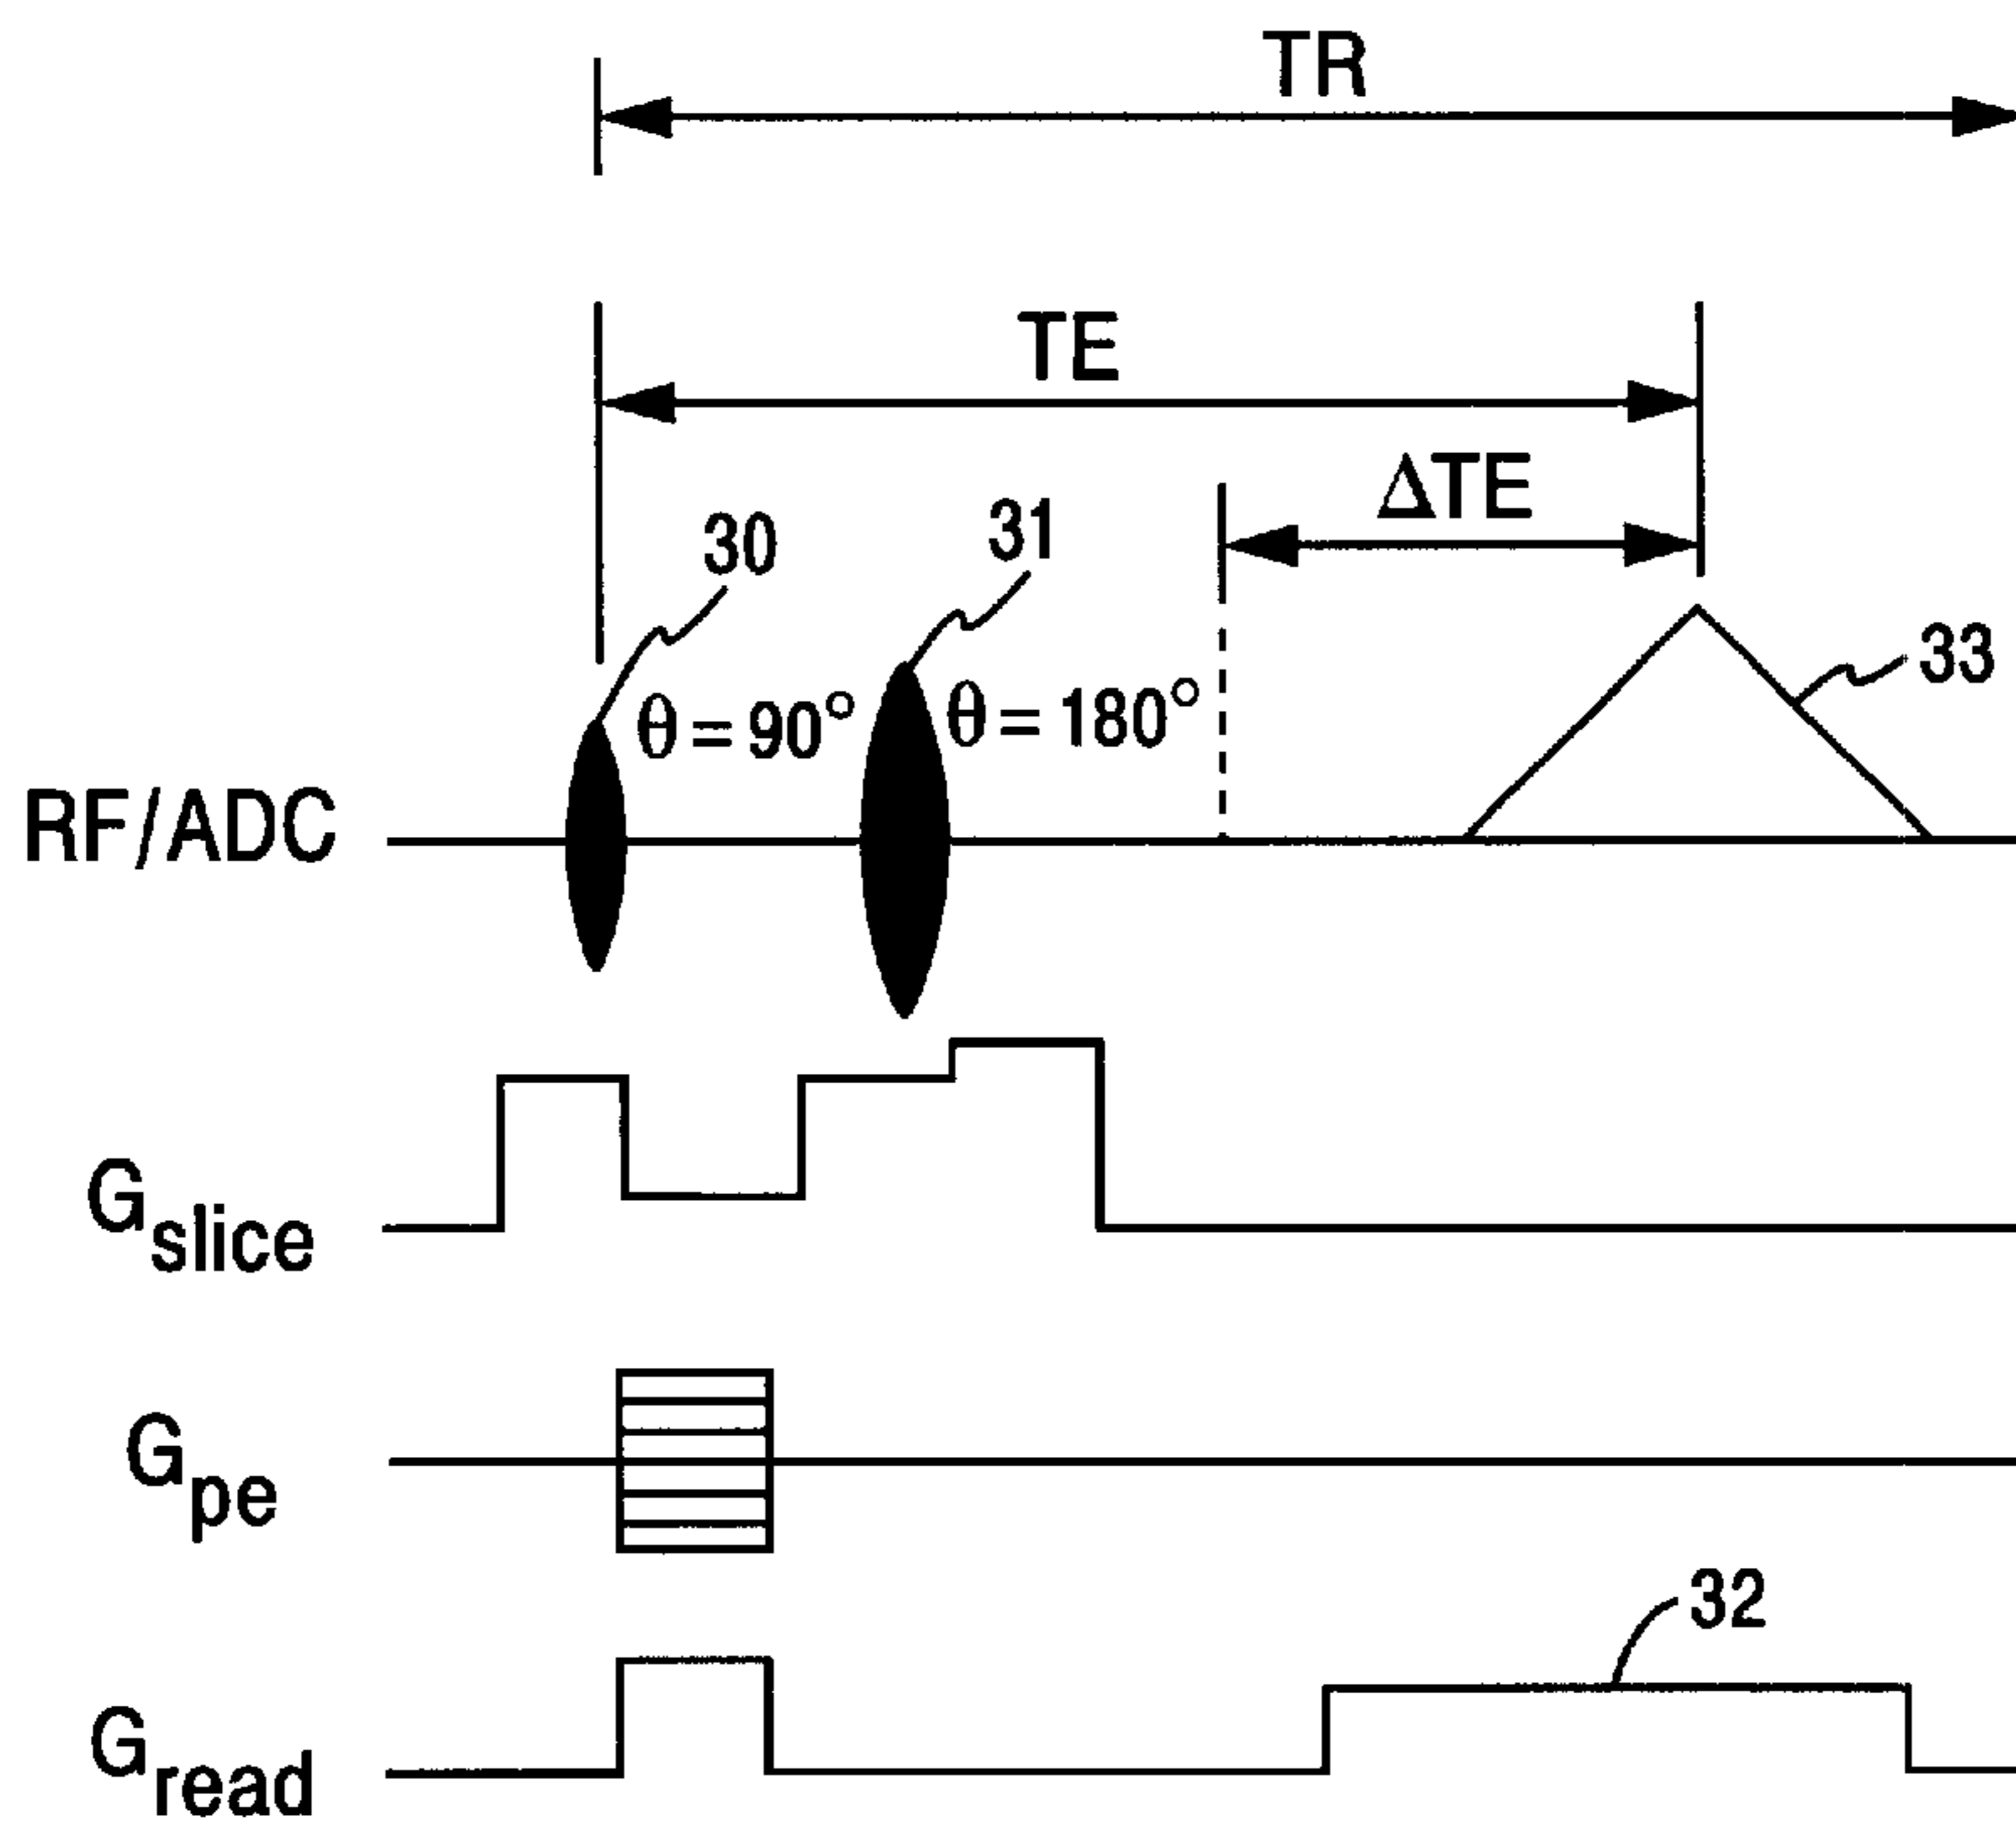 TR
TE
ΔTE
30
31
33
θ = 90°
θ = 180°
RF/ADC
Gslice
Gpe
32
Gread